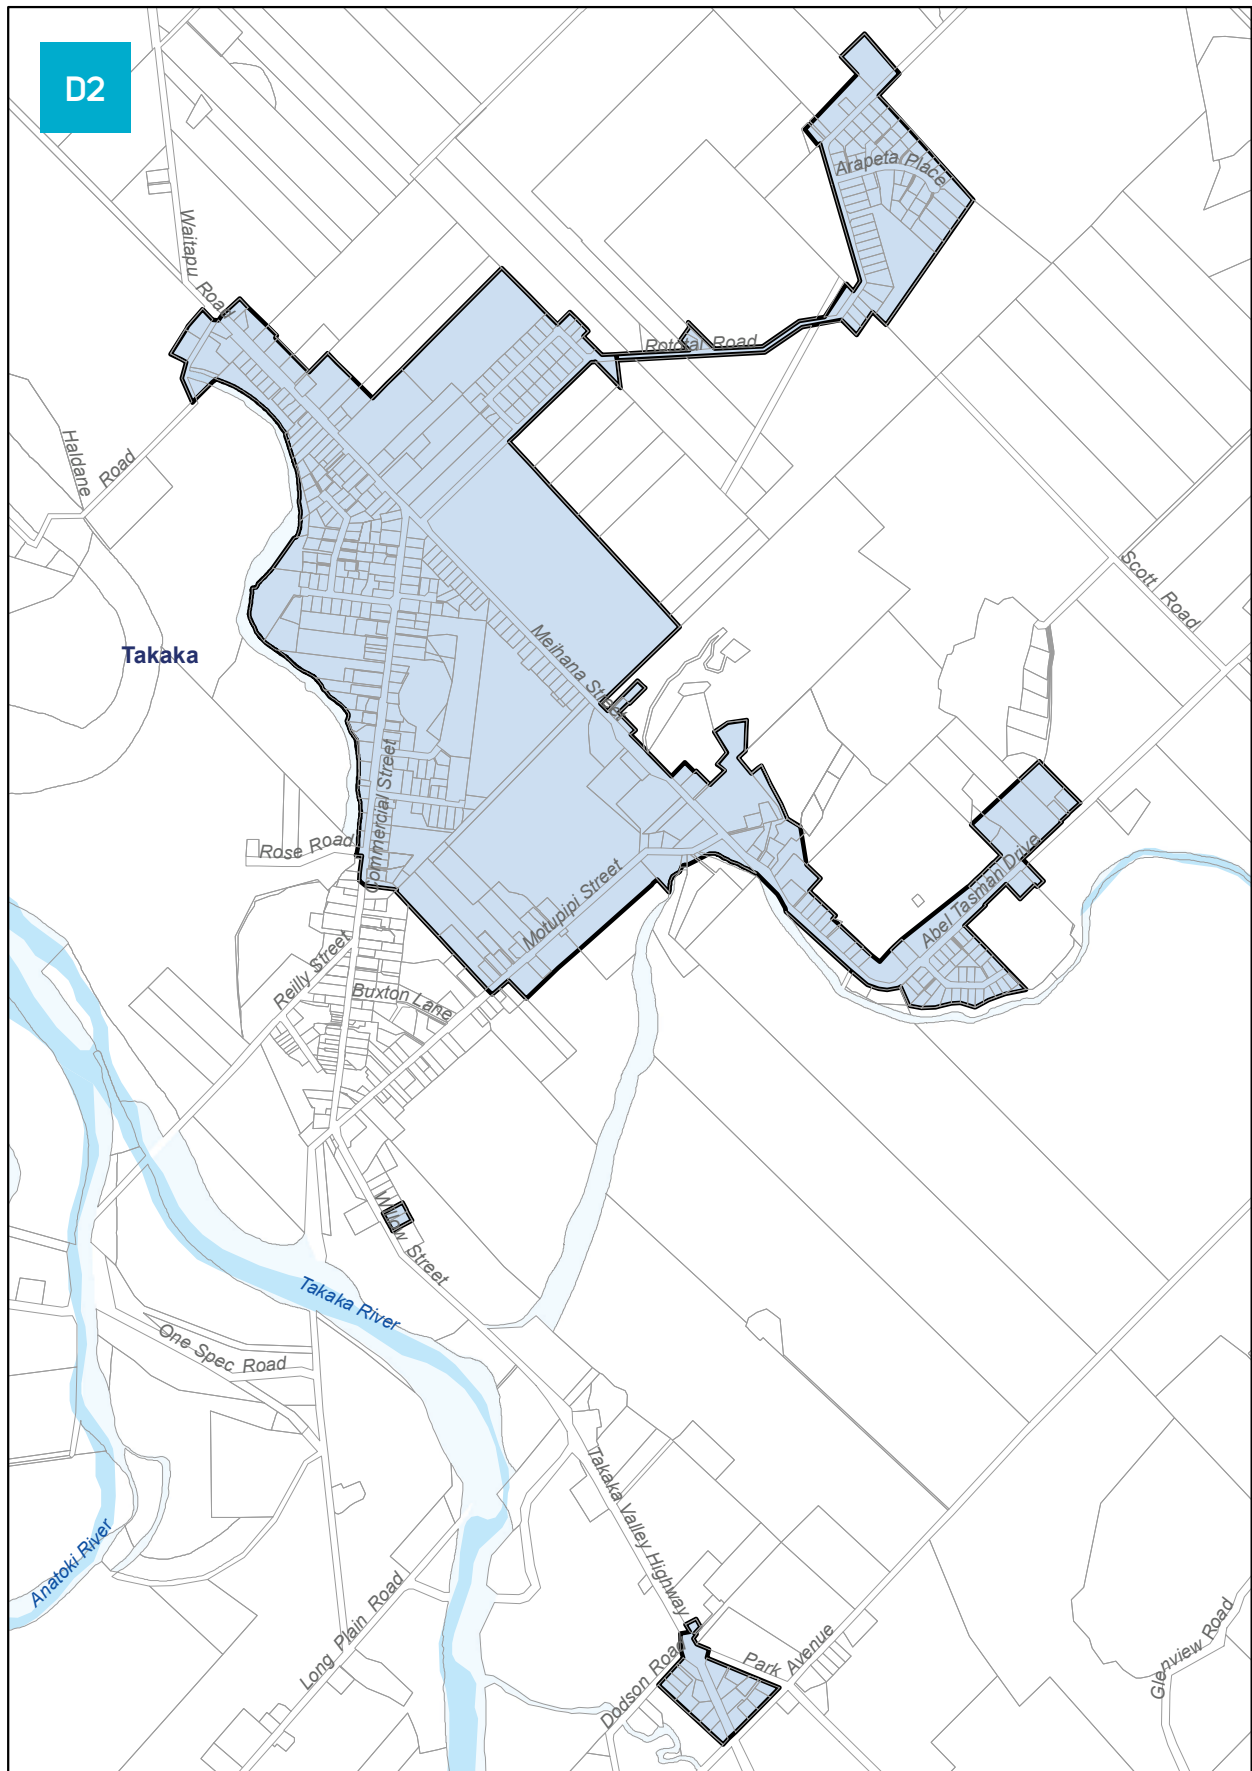 D2
Arapeta Place
Waitapu Road
Rototai Road
Haldane
Road
Scott Road
Takaka
Meihana Street
Commercial Street
Rose Road
Abel Tasman Drive
Motupipi Street
Reilly Street
Buxton Lane
Willow Street
Takaka River
One Spec Road
Takaka Valley Highway
Anatoki River
Long Plain Road
Dodson Road
Park Avenue
Glenview Road